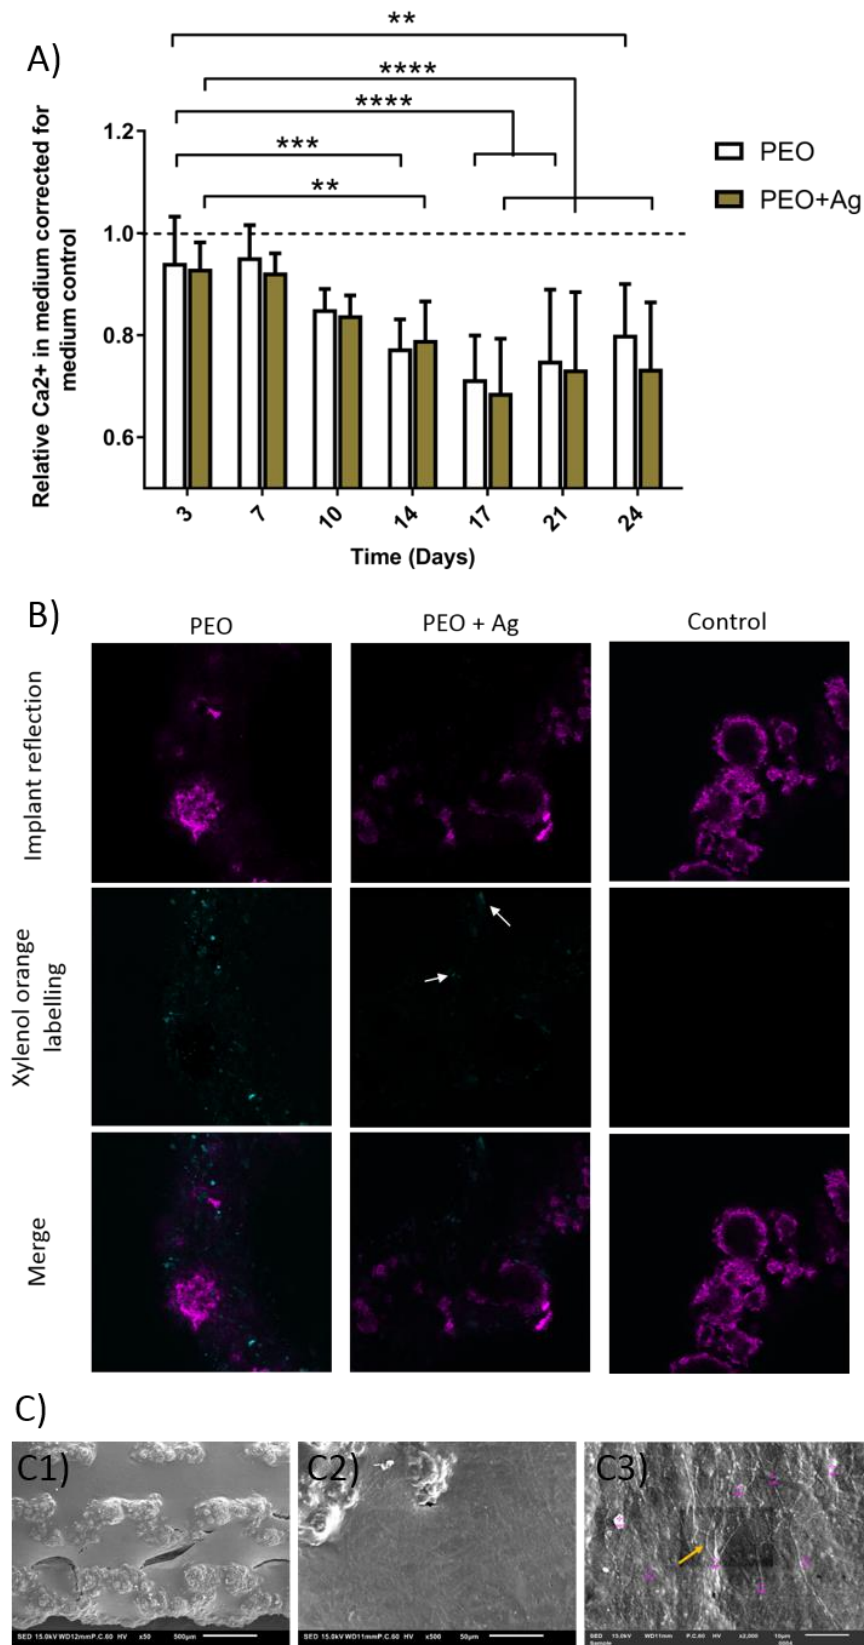 A)
**
****
****
***
**
Relative Ca2+ in medium corrected for
medium control
1.2
1.0
0.8
0.6
3
7
10
14
17
21
24
Time (Days)
PEO
PEO+Ag
B)
PEO
PEO + Ag
Control
Implant reflection
Xylenol orange
labelling
Merge
C)
C1)
C2)
C3)
SED 15.0kV WD12mmP.C.60 HV x50 500µm
SED 15.0kV WD11mmP.C.60 HV x500 50µm
SED 15.0kV WD11mm P.C.60 HV x2,000 10µm
Sample